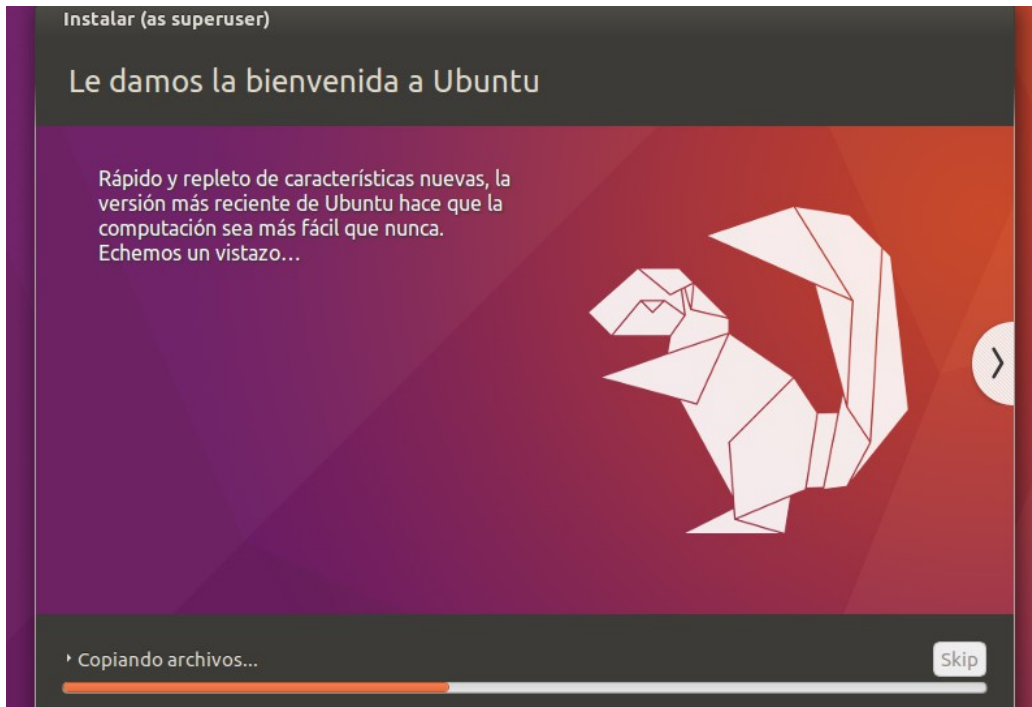 Instalar (as superuser)
Le damos la bienvenida a Ubuntu
Rápido y repleto de características nuevas, la
versión más reciente de Ubuntu hace que la
computación sea más fácil que nunca.
Echemos un vistazo…
Copiando archivos...
Skip